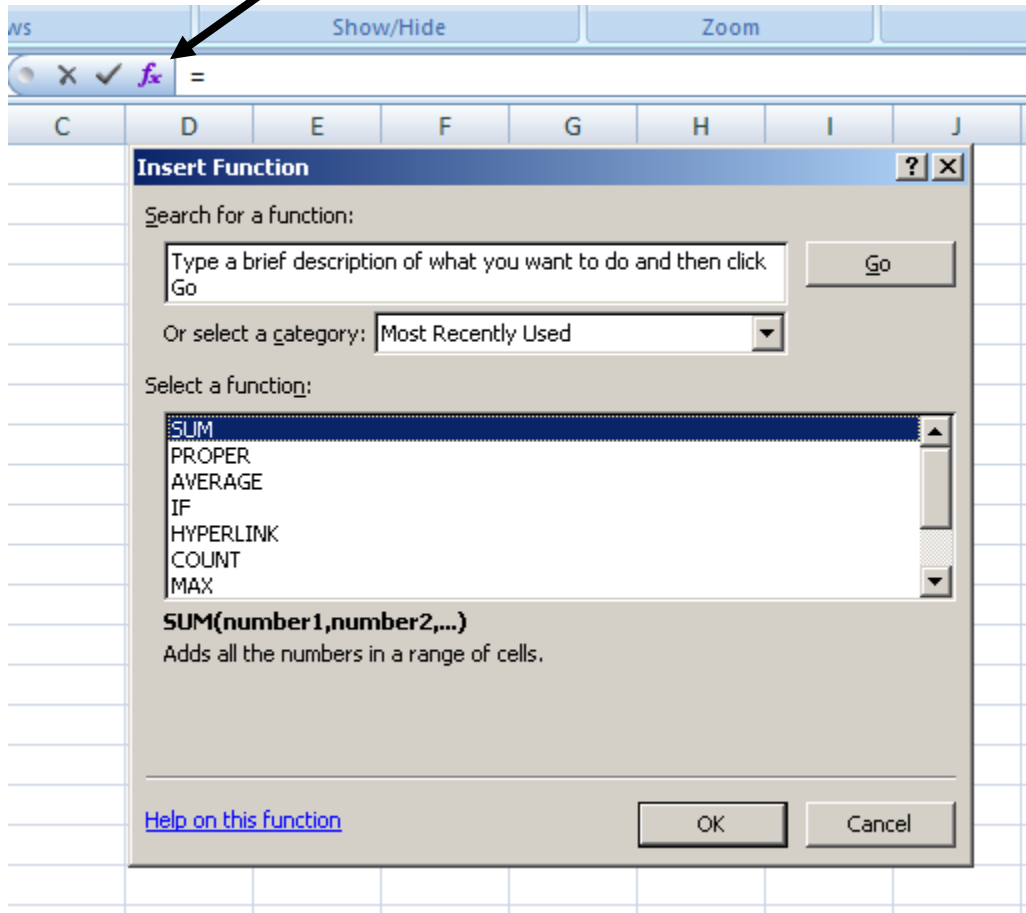 ws Show/Hide Zoom
fx =
C D E F G H I J
Insert Function ? X
Search for a function:
Type a brief description of what you want to do and then click
Go
Go
Or select a category: Most Recently Used
Select a function:
SUM
PROPER
AVERAGE
IF
HYPERLINK
COUNT
MAX
SUM(number1,number2,...)
Adds all the numbers in a range of cells.
Help on this function OK Cancel